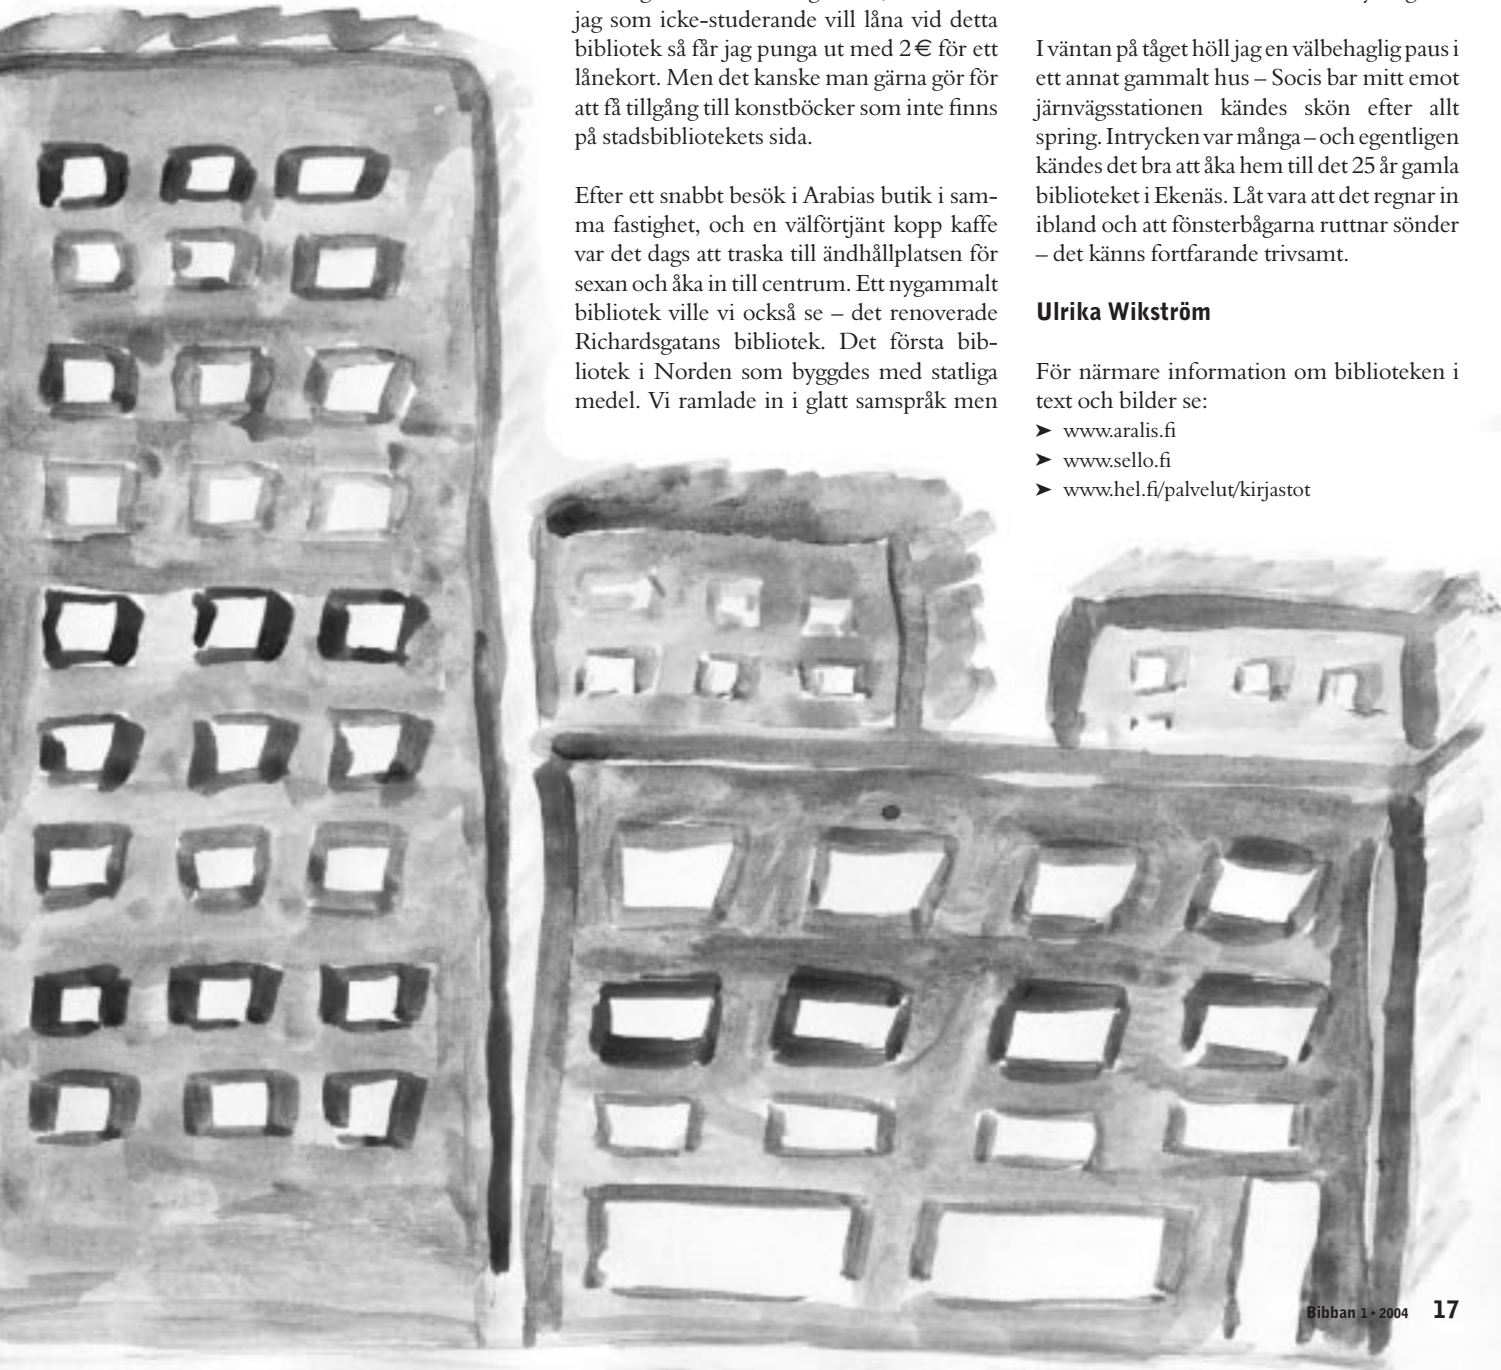 jag som icke-studerande vill låna vid detta
bibliotek så får jag punga ut med 2 € för ett
lånekort. Men det kanske man gärna gör för
att få tillgång till konstböcker som inte finns
på stadsbibliotekets sida.
Efter ett snabbt besök i Arabias butik i sam-
ma fastighet, och en välförtjänt kopp kaffe
var det dags att traska till ändhållplatsen för
sexan och åka in till centrum. Ett nygammalt
bibliotek ville vi också se – det renoverade
Richardsgatans bibliotek. Det första bib-
liotek i Norden som byggdes med statliga
medel. Vi ramlade in i glatt samspråk men
I väntan på tåget höll jag en välbehaglig paus i
ett annat gammalt hus – Socis bar mitt emot
järnvägsstationen kändes skön efter allt
spring. Intrycken var många – och egentligen
kändes det bra att åka hem till det 25 år gamla
biblioteket i Ekenäs. Låt vara att det regnar in
ibland och att fönsterbågarna ruttnar sönder
– det känns fortfarande trivsamt.
Ulrika Wikström
För närmare information om biblioteken i
text och bilder se:
➤ www.aralis.fi
➤ www.sello.fi
➤ www.hel.fi/palvelut/kirjastot
Bibban 1 • 2004 17